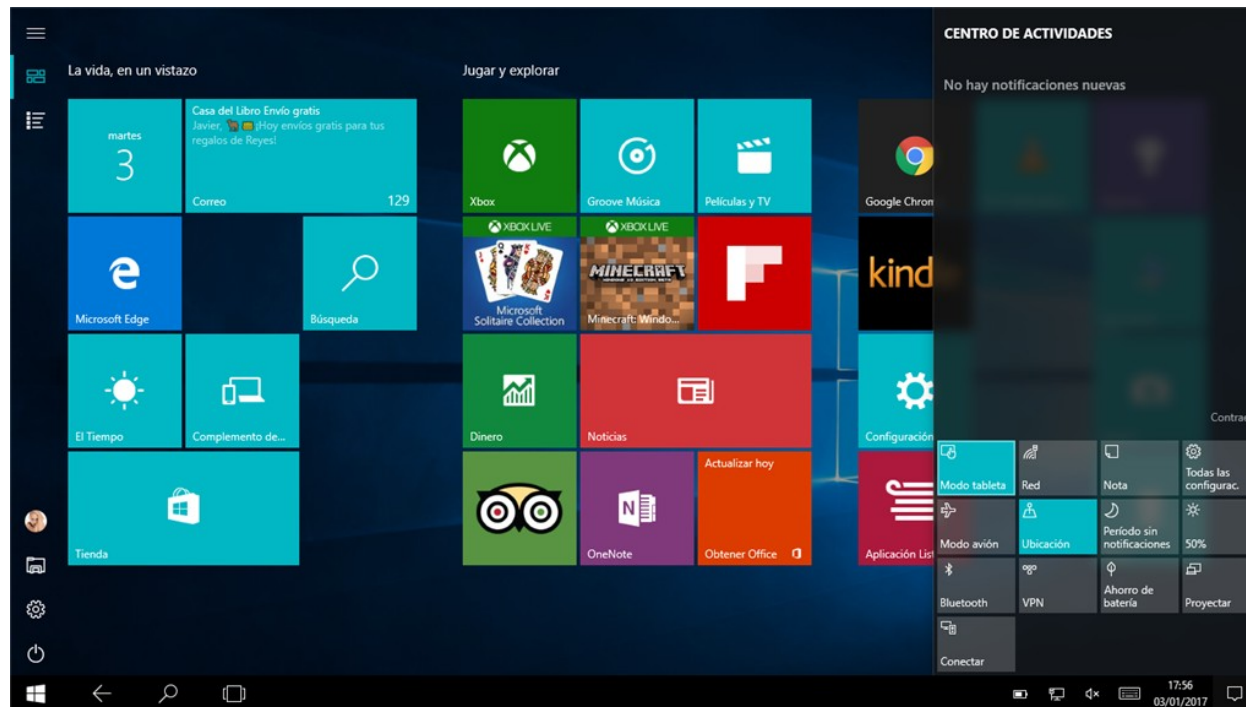 La vida, en un vistazo
martes
3
Casa del Libro Envío gratis
Javier, ¡Hoy envíos gratis para tus
regalos de Reyes!
Correo 129
Microsoft Edge
Búsqueda
El Tiempo
Complemento de...
Tienda
Jugar y explorar
Xbox
Groove Música
Películas y TV
XBOX LIVE
Microsoft
Solitaire Collection
XBOX LIVE
MINECRAFT
Minecraft: Windo...
Dinero
Noticias
OneNote
Actualizar hoy
Obtener Office
Google Chrom
kind
Configuración
Aplicación List
CENTRO DE ACTIVIDADES
No hay notificaciones nuevas
Contrae
Modo tableta
Red
Nota
Todas las
configurac.
Modo avión
Ubicación
Período sin
notificaciones
50%
Bluetooth
VPN
Ahorro de
batería
Proyectar
Conectar
17:56
03/01/2017